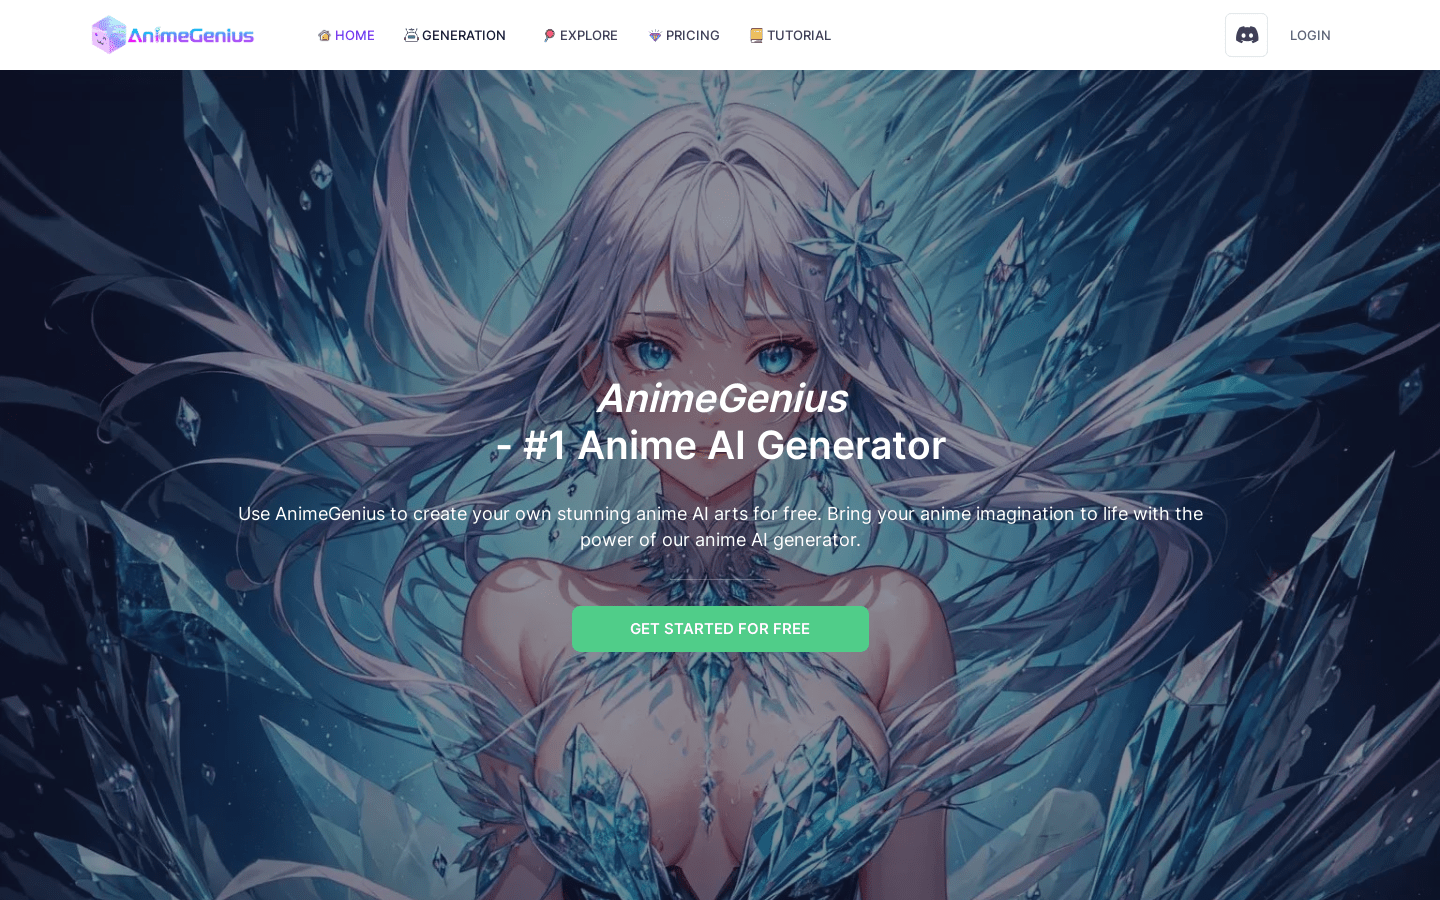 AnimeGenius
HOME
GENERATION
EXPLORE
PRICING
TUTORIAL
LOGIN
AnimeGenius
- #1 Anime AI Generator
Use AnimeGenius to create your own stunning anime AI arts for free. Bring your anime imagination to life with the
power of our anime AI generator.
GET STARTED FOR FREE